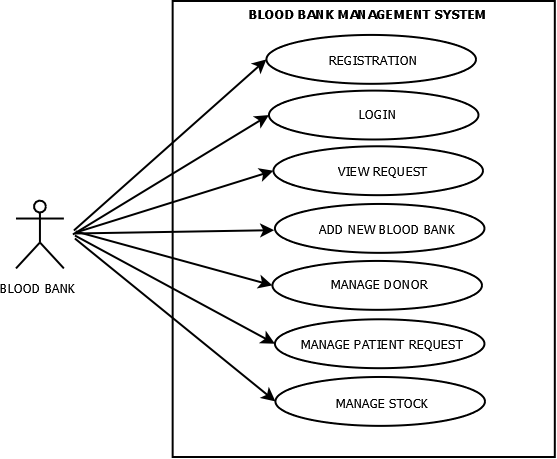 BLOOD BANK MANAGEMENT SYSTEM
REGISTRATION
LOGIN
VIEW REQUEST
ADD NEW BLOOD BANK
MANAGE DONOR
BLOOD BANK
MANAGE PATIENT REQUEST
MANAGE STOCK